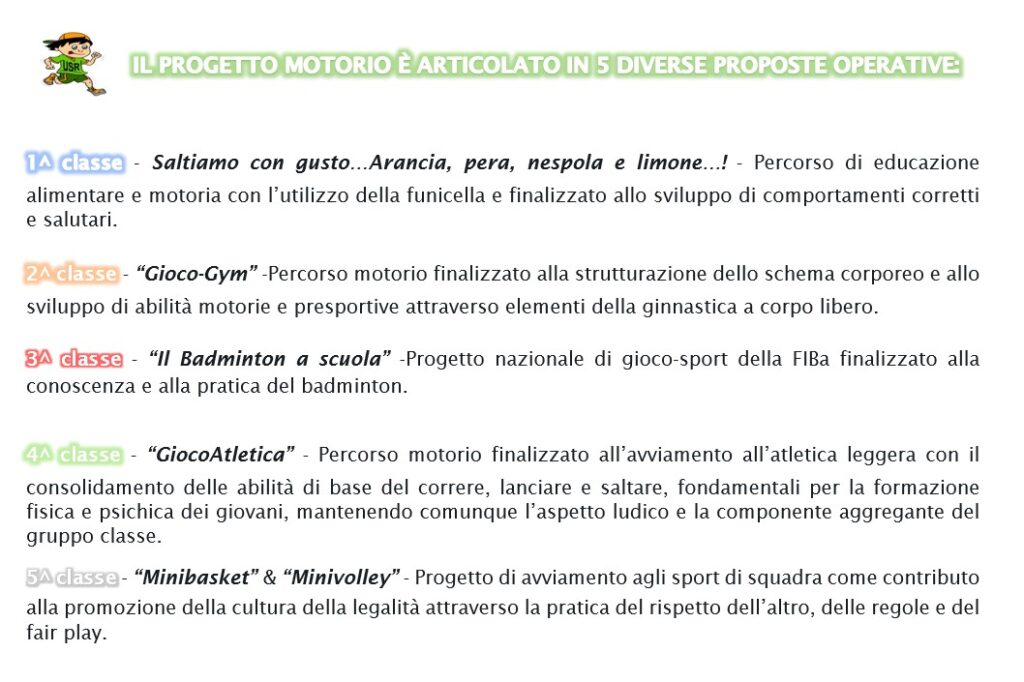 USR
IL PROGETTO MOTORIO È ARTICOLATO IN 5 DIVERSE PROPOSTE OPERATIVE:
1^ classe - Saltiamo con gusto…Arancia, pera, nespola e limone…! - Percorso di educazione
alimentare e motoria con l’utilizzo della funicella e finalizzato allo sviluppo di comportamenti corretti
e salutari.
2^ classe - “Gioco-Gym” -Percorso motorio finalizzato alla strutturazione dello schema corporeo e allo
sviluppo di abilità motorie e presportive attraverso elementi della ginnastica a corpo libero.
3^ classe - “Il Badminton a scuola” -Progetto nazionale di gioco-sport della FIBa finalizzato alla
conoscenza e alla pratica del badminton.
4^ classe - “GiocoAtletica” - Percorso motorio finalizzato all’avviamento all’atletica leggera con il
consolidamento delle abilità di base del correre, lanciare e saltare, fondamentali per la formazione
fisica e psichica dei giovani, mantenendo comunque l’aspetto ludico e la componente aggregante del
gruppo classe.
5^ classe - “Minibasket” & “Minivolley” - Progetto di avviamento agli sport di squadra come contributo
alla promozione della cultura della legalità attraverso la pratica del rispetto dell’altro, delle regole e del
fair play.